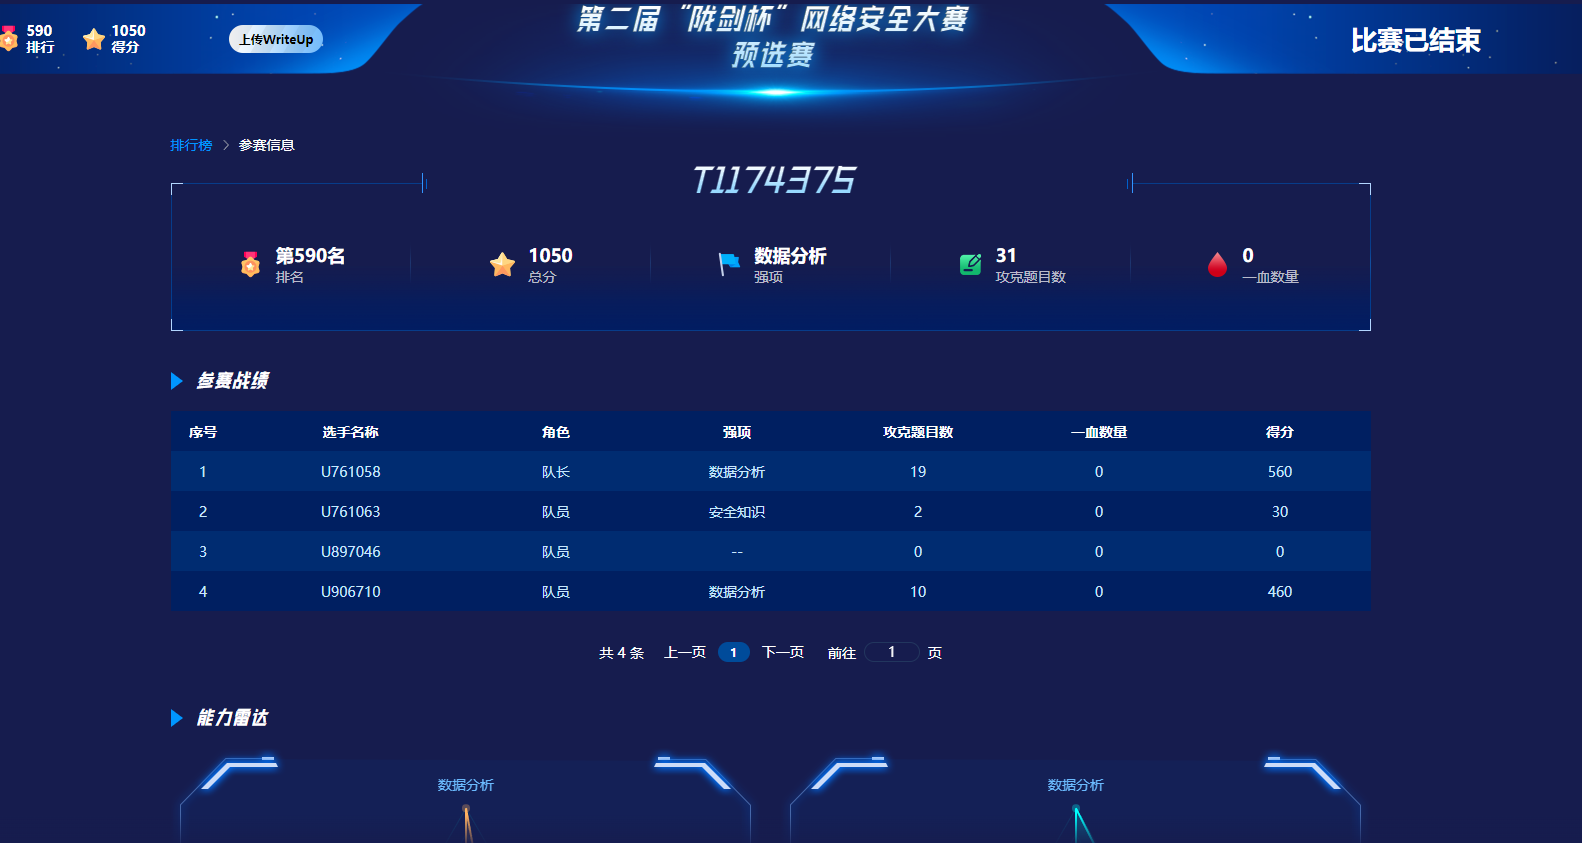 590
排行
1050
得分
上传WriteUp
第二届“陇剑杯”网络安全大赛
预选赛
比赛已结束
排行榜 > 参赛信息
T1174375
第590名
排名
1050
总分
数据分析
强项
31
攻克题目数
0
一血数量
参赛战绩
序号 选手名称 角色 强项 攻克题目数 一血数量 得分
1 U761058 队长 数据分析 19 0 560
2 U761063 队员 安全知识 2 0 30
3 U897046 队员 -- 0 0 0
4 U906710 队员 数据分析 10 0 460
共 4 条 上一页 1 下一页 前往 1 页
能力雷达
数据分析
数据分析